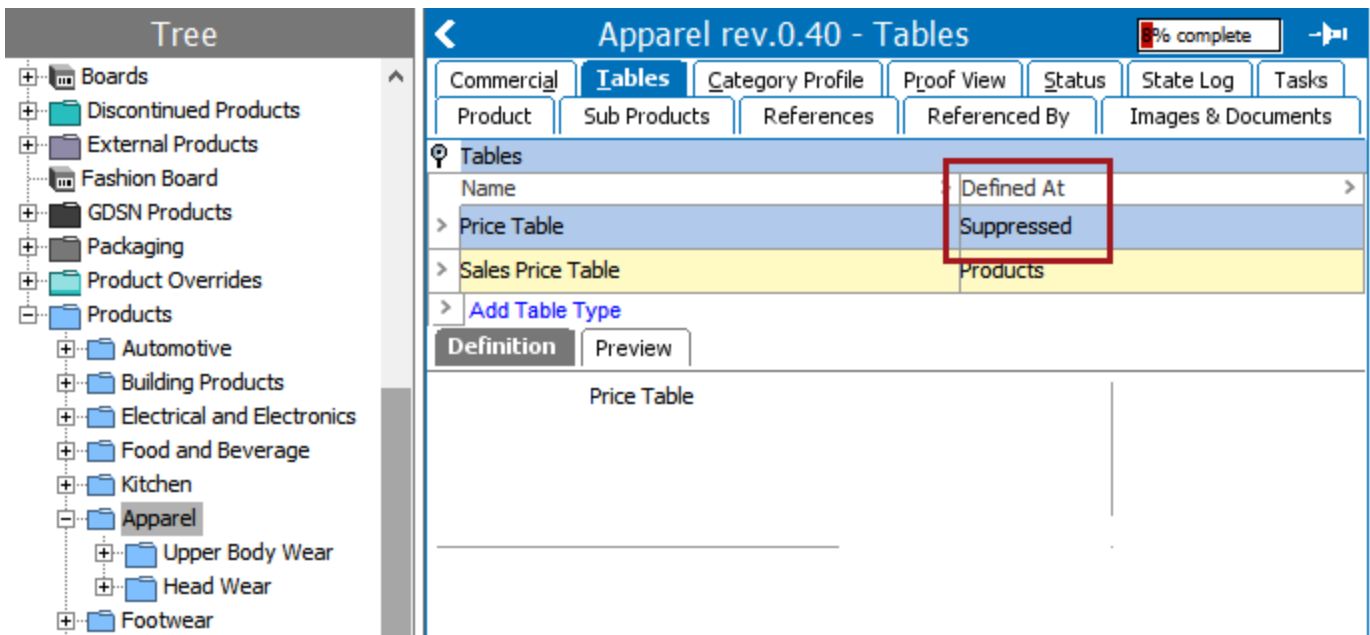 Tree
Boards
Discontinued Products
External Products
Fashion Board
GDSN Products
Packaging
Product Overrides
Products
Automotive
Building Products
Electrical and Electronics
Food and Beverage
Kitchen
Apparel
Upper Body Wear
Head Wear
Footwear
Apparel rev.0.40 - Tables
8% complete
Commercial Tables Category Profile Proof View Status State Log Tasks
Product Sub Products References Referenced By Images & Documents
Tables
Name Defined At
Price Table Suppressed
Sales Price Table Products
Add Table Type
Definition Preview
Price Table